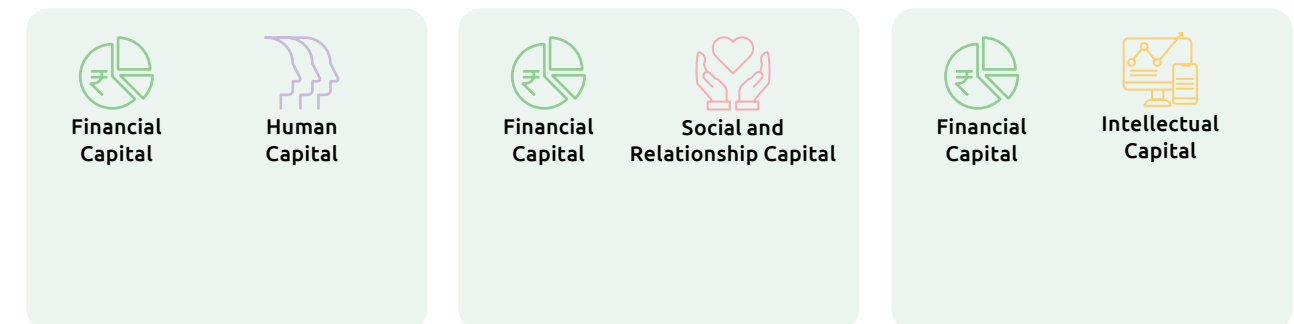 ₹
Financial
Capital
Human
Capital
₹
Financial
Capital
Social and
Relationship Capital
₹
Financial
Capital
Intellectual
Capital